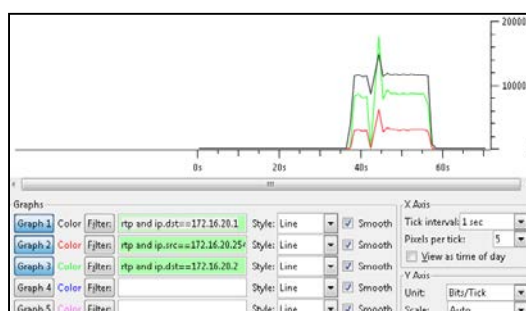 20000
10000
0s 20s 40s 60s
Graphs
Graph 1 Color Filter: rtp and ip.dst==172.16.20.1 Style: Line Smooth
Graph 2 Color Filter: rtp and ip.src==172.16.20.254 Style: Line Smooth
Graph 3 Color Filter: rtp and ip.dst==172.16.20.2 Style: Line Smooth
Graph 4 Color Filter: Style: Line Smooth
Graph 5 Color Filter: Style: Line Smooth
X Axis
Tick interval: 1 sec
Pixels per tick: 5
View as time of day
Y Axis
Unit: Bits/Tick
Scale: Auto